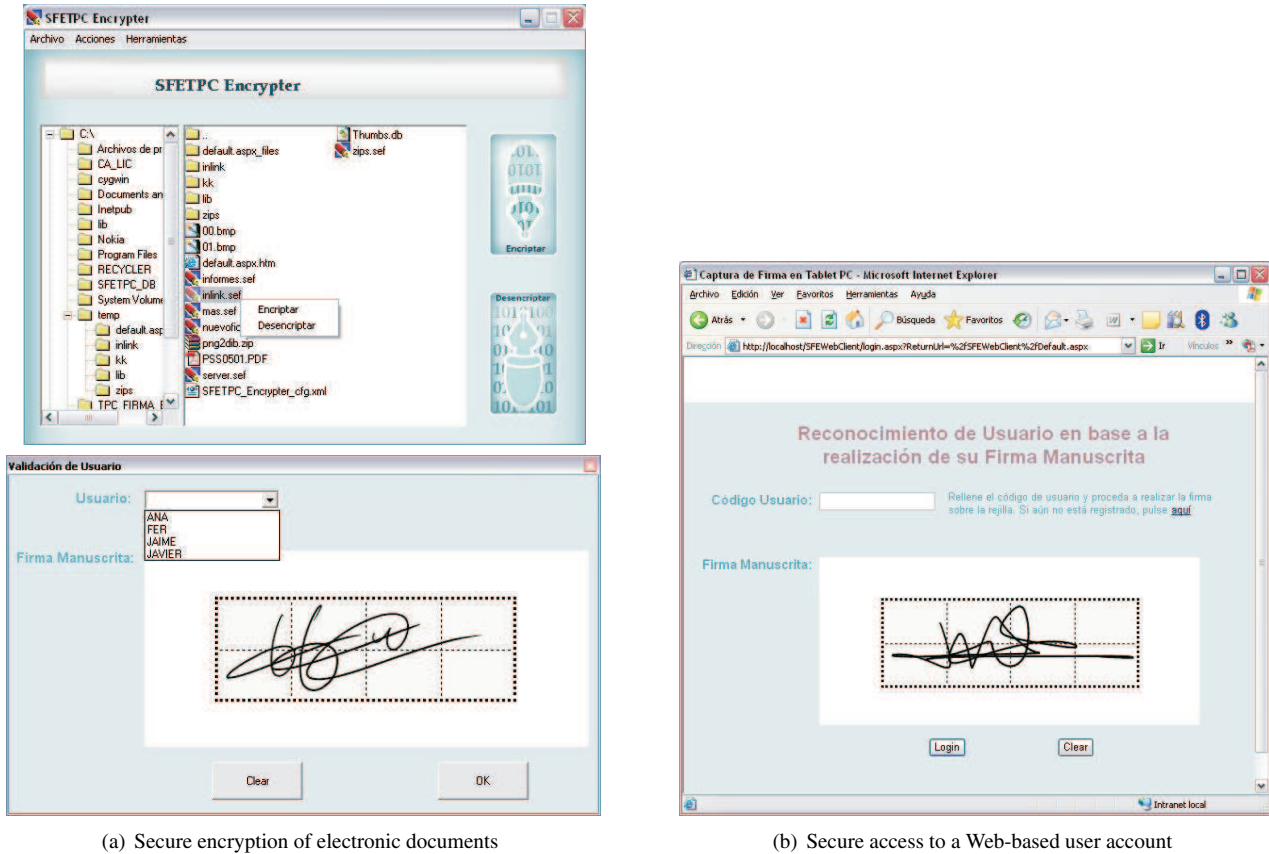 SFETPC Encrypter
Archivo Acciones Herramientas
SFETPC Encrypter
C:\
Archivos de pr
CA_LIC
cygwin
Documents an
Inetpub
lib
Nokia
Program Files
RECYCLER
SFETPC_DB
System Volume
temp
default.asp
inlink
kk
lib
zips
TPC_FIRMA_E
..
default.aspx_files
inlink
kk
lib
zips
00.bmp
01.bmp
default.aspx.htm
informes.sef
inlink.sef
mas.sef
nuevofic
png2dib.zip
PSS0501.PDF
server.sef
SFETPC_Encrypter_cfg.xml
Thumbs.db
zips.sef
Encriptar
Desencriptar
Encriptar
Desencriptar
Validación de Usuario
Usuario:
ANA
FER
JAIME
JAVIER
Firma Manuscrita:
Clear OK
(a) Secure encryption of electronic documents
Captura de Firma en Tablet PC - Microsoft Internet Explorer
Archivo Edición Ver Favoritos Herramientas Ayuda
Atrás Búsqueda Favoritos
Dirección http://localhost/SFEWebClient/login.aspx?ReturnUrl=%2fSFEWebClient%2fDefault.aspx Ir Vínculos »
Reconocimiento de Usuario en base a la
realización de su Firma Manuscrita
Código Usuario:
Rellene el código de usuario y proceda a realizar la firma
sobre la rejilla. Si aún no está registrado, pulse aquí
Firma Manuscrita:
Login Clear
Intranet local
(b) Secure access to a Web-based user account